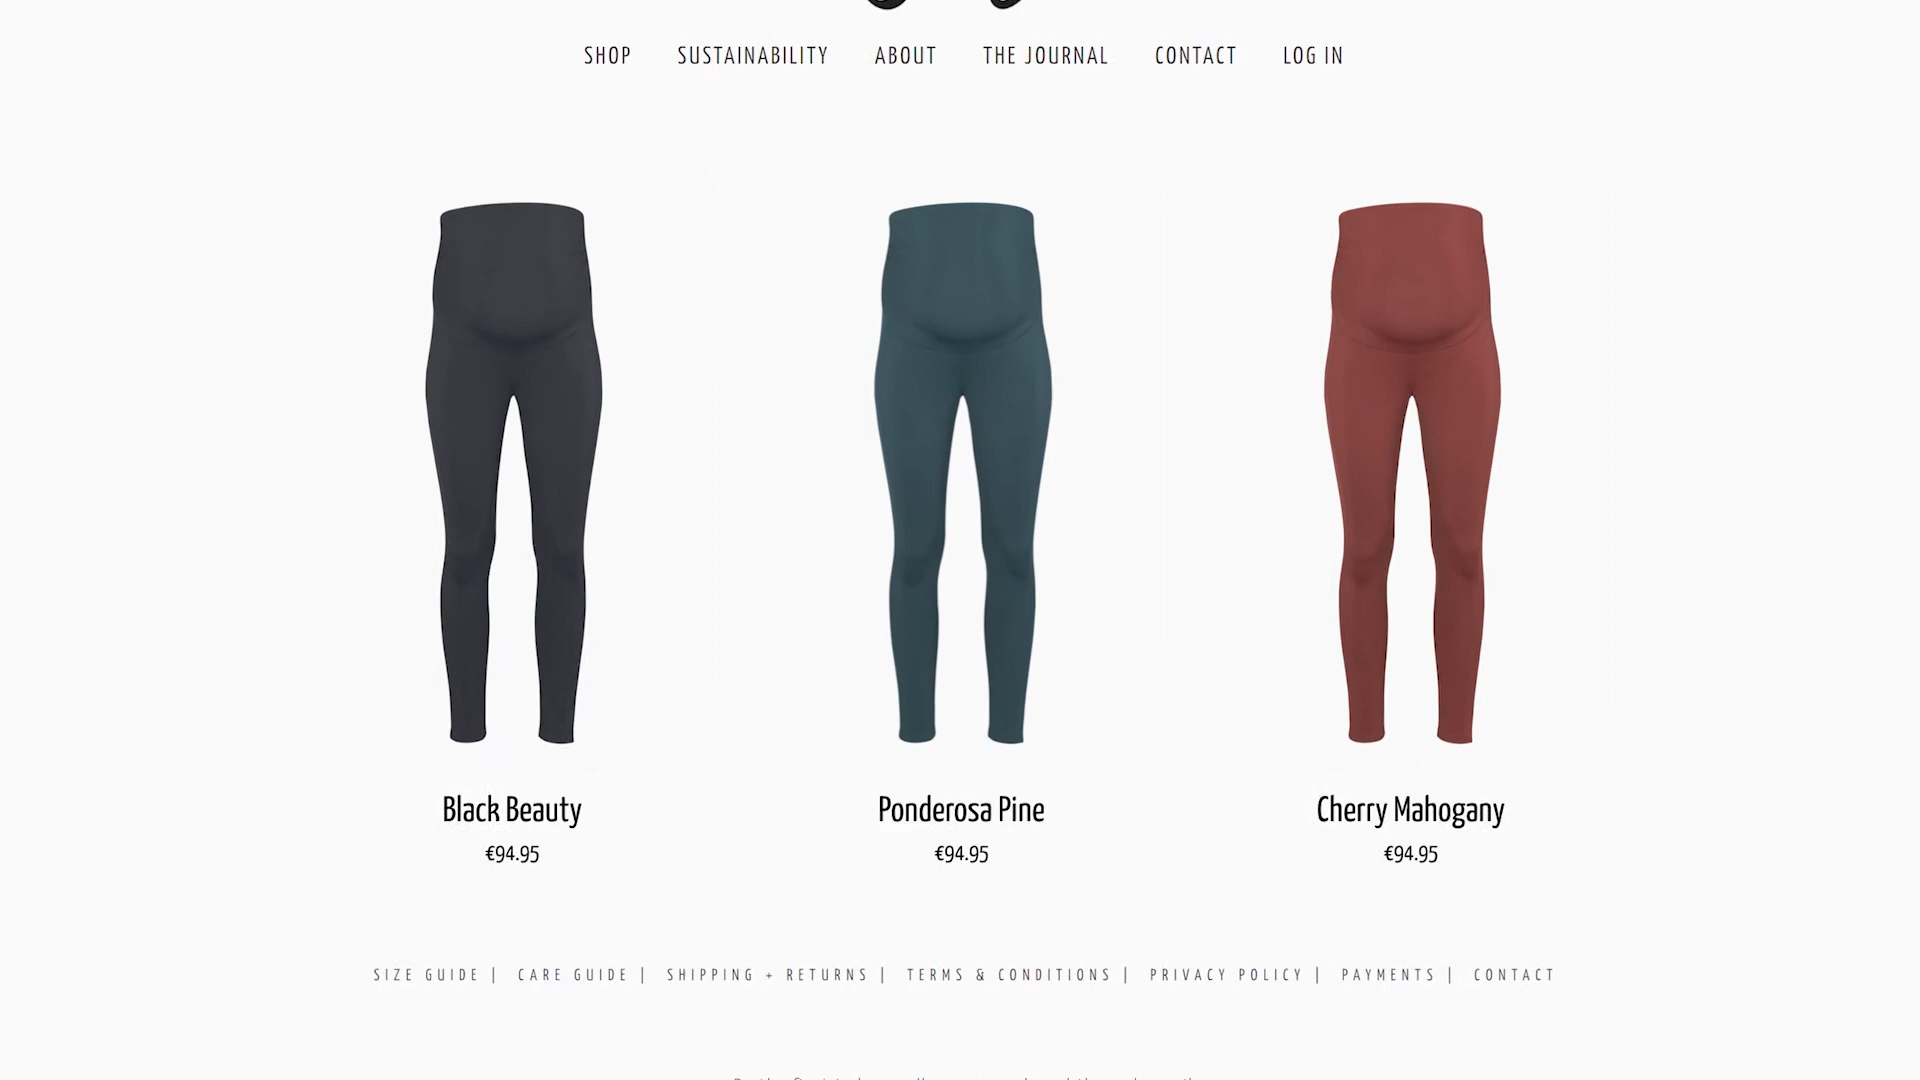 SHOP SUSTAINABILITY ABOUT THE JOURNAL CONTACT LOG IN
Black Beauty Ponderosa Pine Cherry Mahogany
€94.95 €94.95 €94.95
SIZE GUIDE | CARE GUIDE | SHIPPING + RETURNS | TERMS & CONDITIONS | PRIVACY POLICY | PAYMENTS | CONTACT